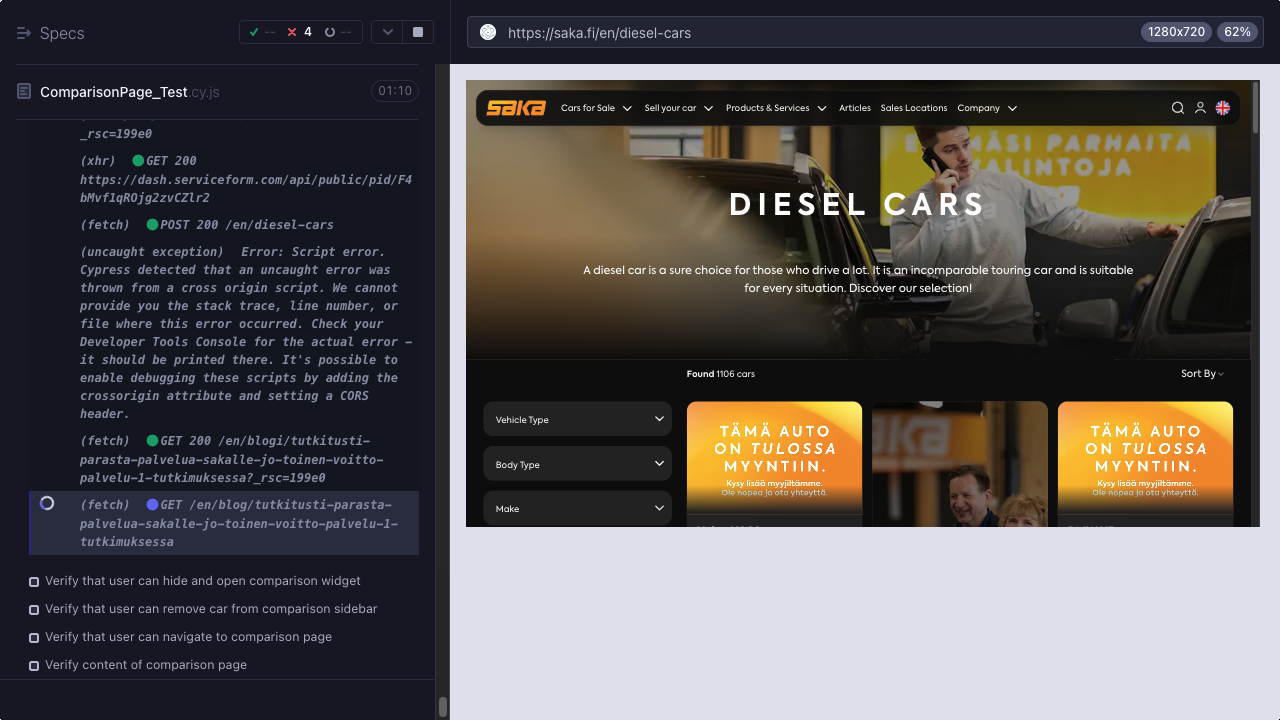 Specs
--
4
--
ComparisonPage_Test.cy.js
01:10
_rsc=199e0
(xhr) GET 200
https://dash.serviceform.com/api/public/pid/F4
(fetch) POST 200 /en/diesel-cars
(uncaught exception) Error: Script error.
Cypress detected that an uncaught error was
thrown from a cross origin script. We cannot
provide you the stack trace, line number, or
file where this error occurred. Check your
Developer Tools Console for the actual error –
it should be printed there. It's possible to
enable debugging these scripts by adding the
crossorigin attribute and setting a CORS
header.
(fetch) GET 200 /en/blogi/tutkitusti-
parasta-palvelua-sakalle-jo-toinen-voitto-
palvelu-1-tutkimuksessa?_rsc=199e0
(fetch) GET /en/blog/tutkitusti-parasta-
palvelua-sakalle-jo-toinen-voitto-palvelu-1-
tutkimuksessa
Verify that user can hide and open comparison widget
Verify that user can remove car from comparison sidebar
Verify that user can navigate to comparison page
Verify content of comparison page
https://saka.fi/en/diesel-cars
1280x720
62%
saka
Cars for Sale
Sell your car
Products & Services
Articles
Sales Locations
Company
PARHAITA
ALINTOJA
DIESEL CARS
A diesel car is a sure choice for those who drive a lot. It is an incomparable touring car and is suitable
for every situation. Discover our selection!
Found 1106 cars
Sort By
Vehicle Type
Body Type
Make
TÄMÄ AUTO
ON TULOSSA
MYYNTIIN.
Kysy lisää myyjiltämme.
Ole nopea ja ota yhteyttä.
TÄMÄ AUTO
ON TULOSSA
MYYNTIIN.
Kysy lisää myyjiltämme.
Ole nopea ja ota yhteyttä.